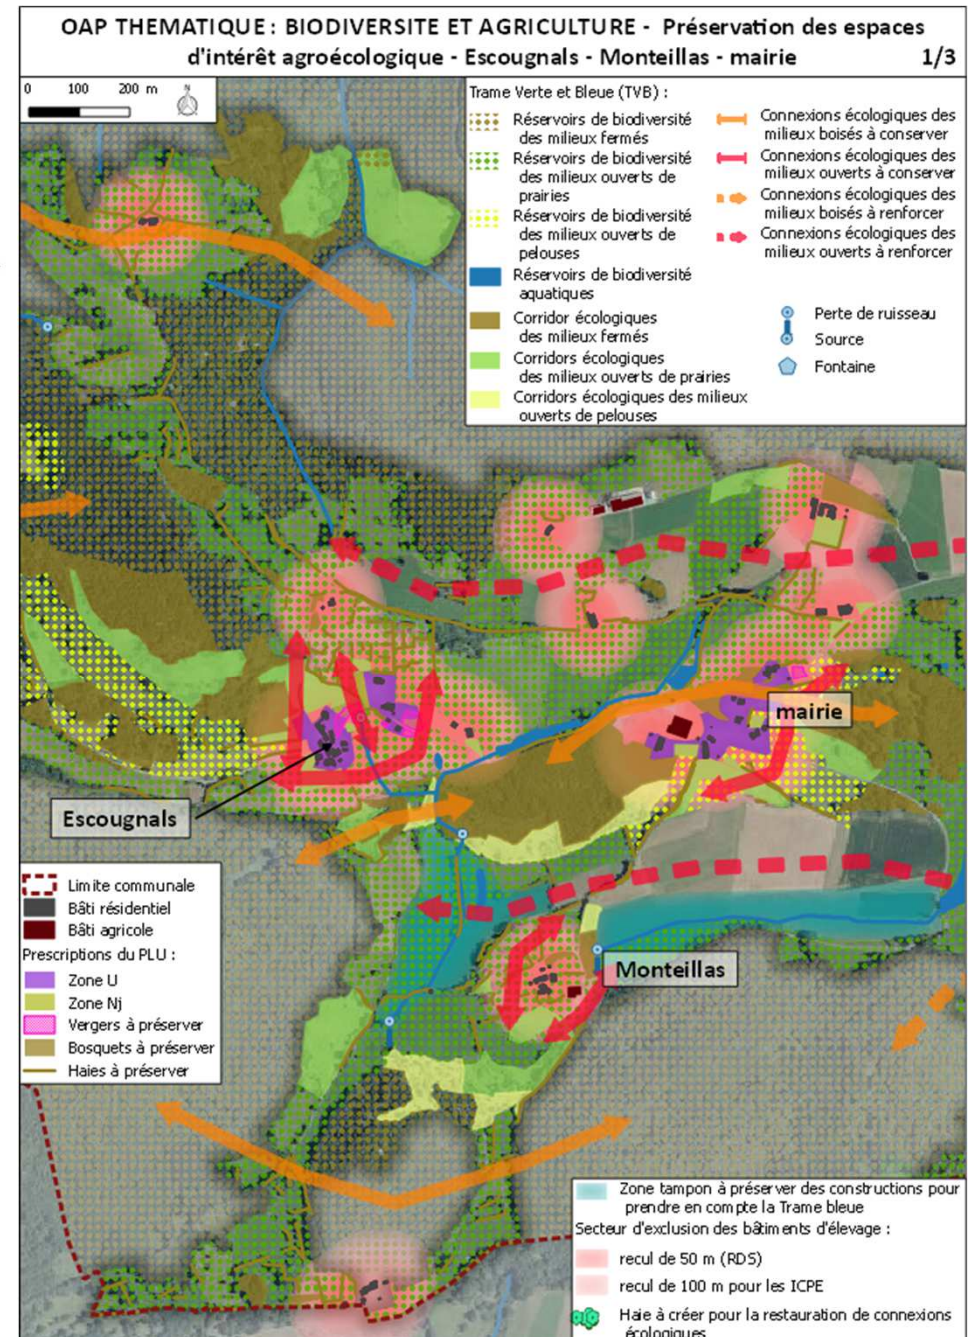 OAP THEMATIQUE : BIODIVERSITE ET AGRICULTURE - Préservation des espaces
d'intérêt agroécologique - Escougnals - Monteillas - mairie 1/3
0 100 200 m
N
Trame Verte et Bleue (TVB) :
Réservoirs de biodiversité
des milieux fermés
Réservoirs de biodiversité
des milieux ouverts de
prairies
Réservoirs de biodiversité
des milieux ouverts de
pelouses
Réservoirs de biodiversité
aquatiques
Corridor écologiques
des milieux fermés
Corridors écologiques
des milieux ouverts de prairies
Corridors écologiques des milieux
ouverts de pelouses
Connexions écologiques des
milieux boisés à conserver
Connexions écologiques des
milieux ouverts à conserver
Connexions écologiques des
milieux boisés à renforcer
Connexions écologiques des
milieux ouverts à renforcer
Perte de ruisseau
Source
Fontaine
mairie
Escougnals
Monteillas
Limite communale
Bâti résidentiel
Bâti agricole
Prescriptions du PLU :
Zone U
Zone Nj
Vergers à préserver
Bosquets à préserver
Haies à préserver
Zone tampon à préserver des constructions pour
prendre en compte la Trame bleue
Secteur d'exclusion des bâtiments d'élevage :
recul de 50 m (RDS)
recul de 100 m pour les ICPE
Haie à créer pour la restauration de connexions
écologiques